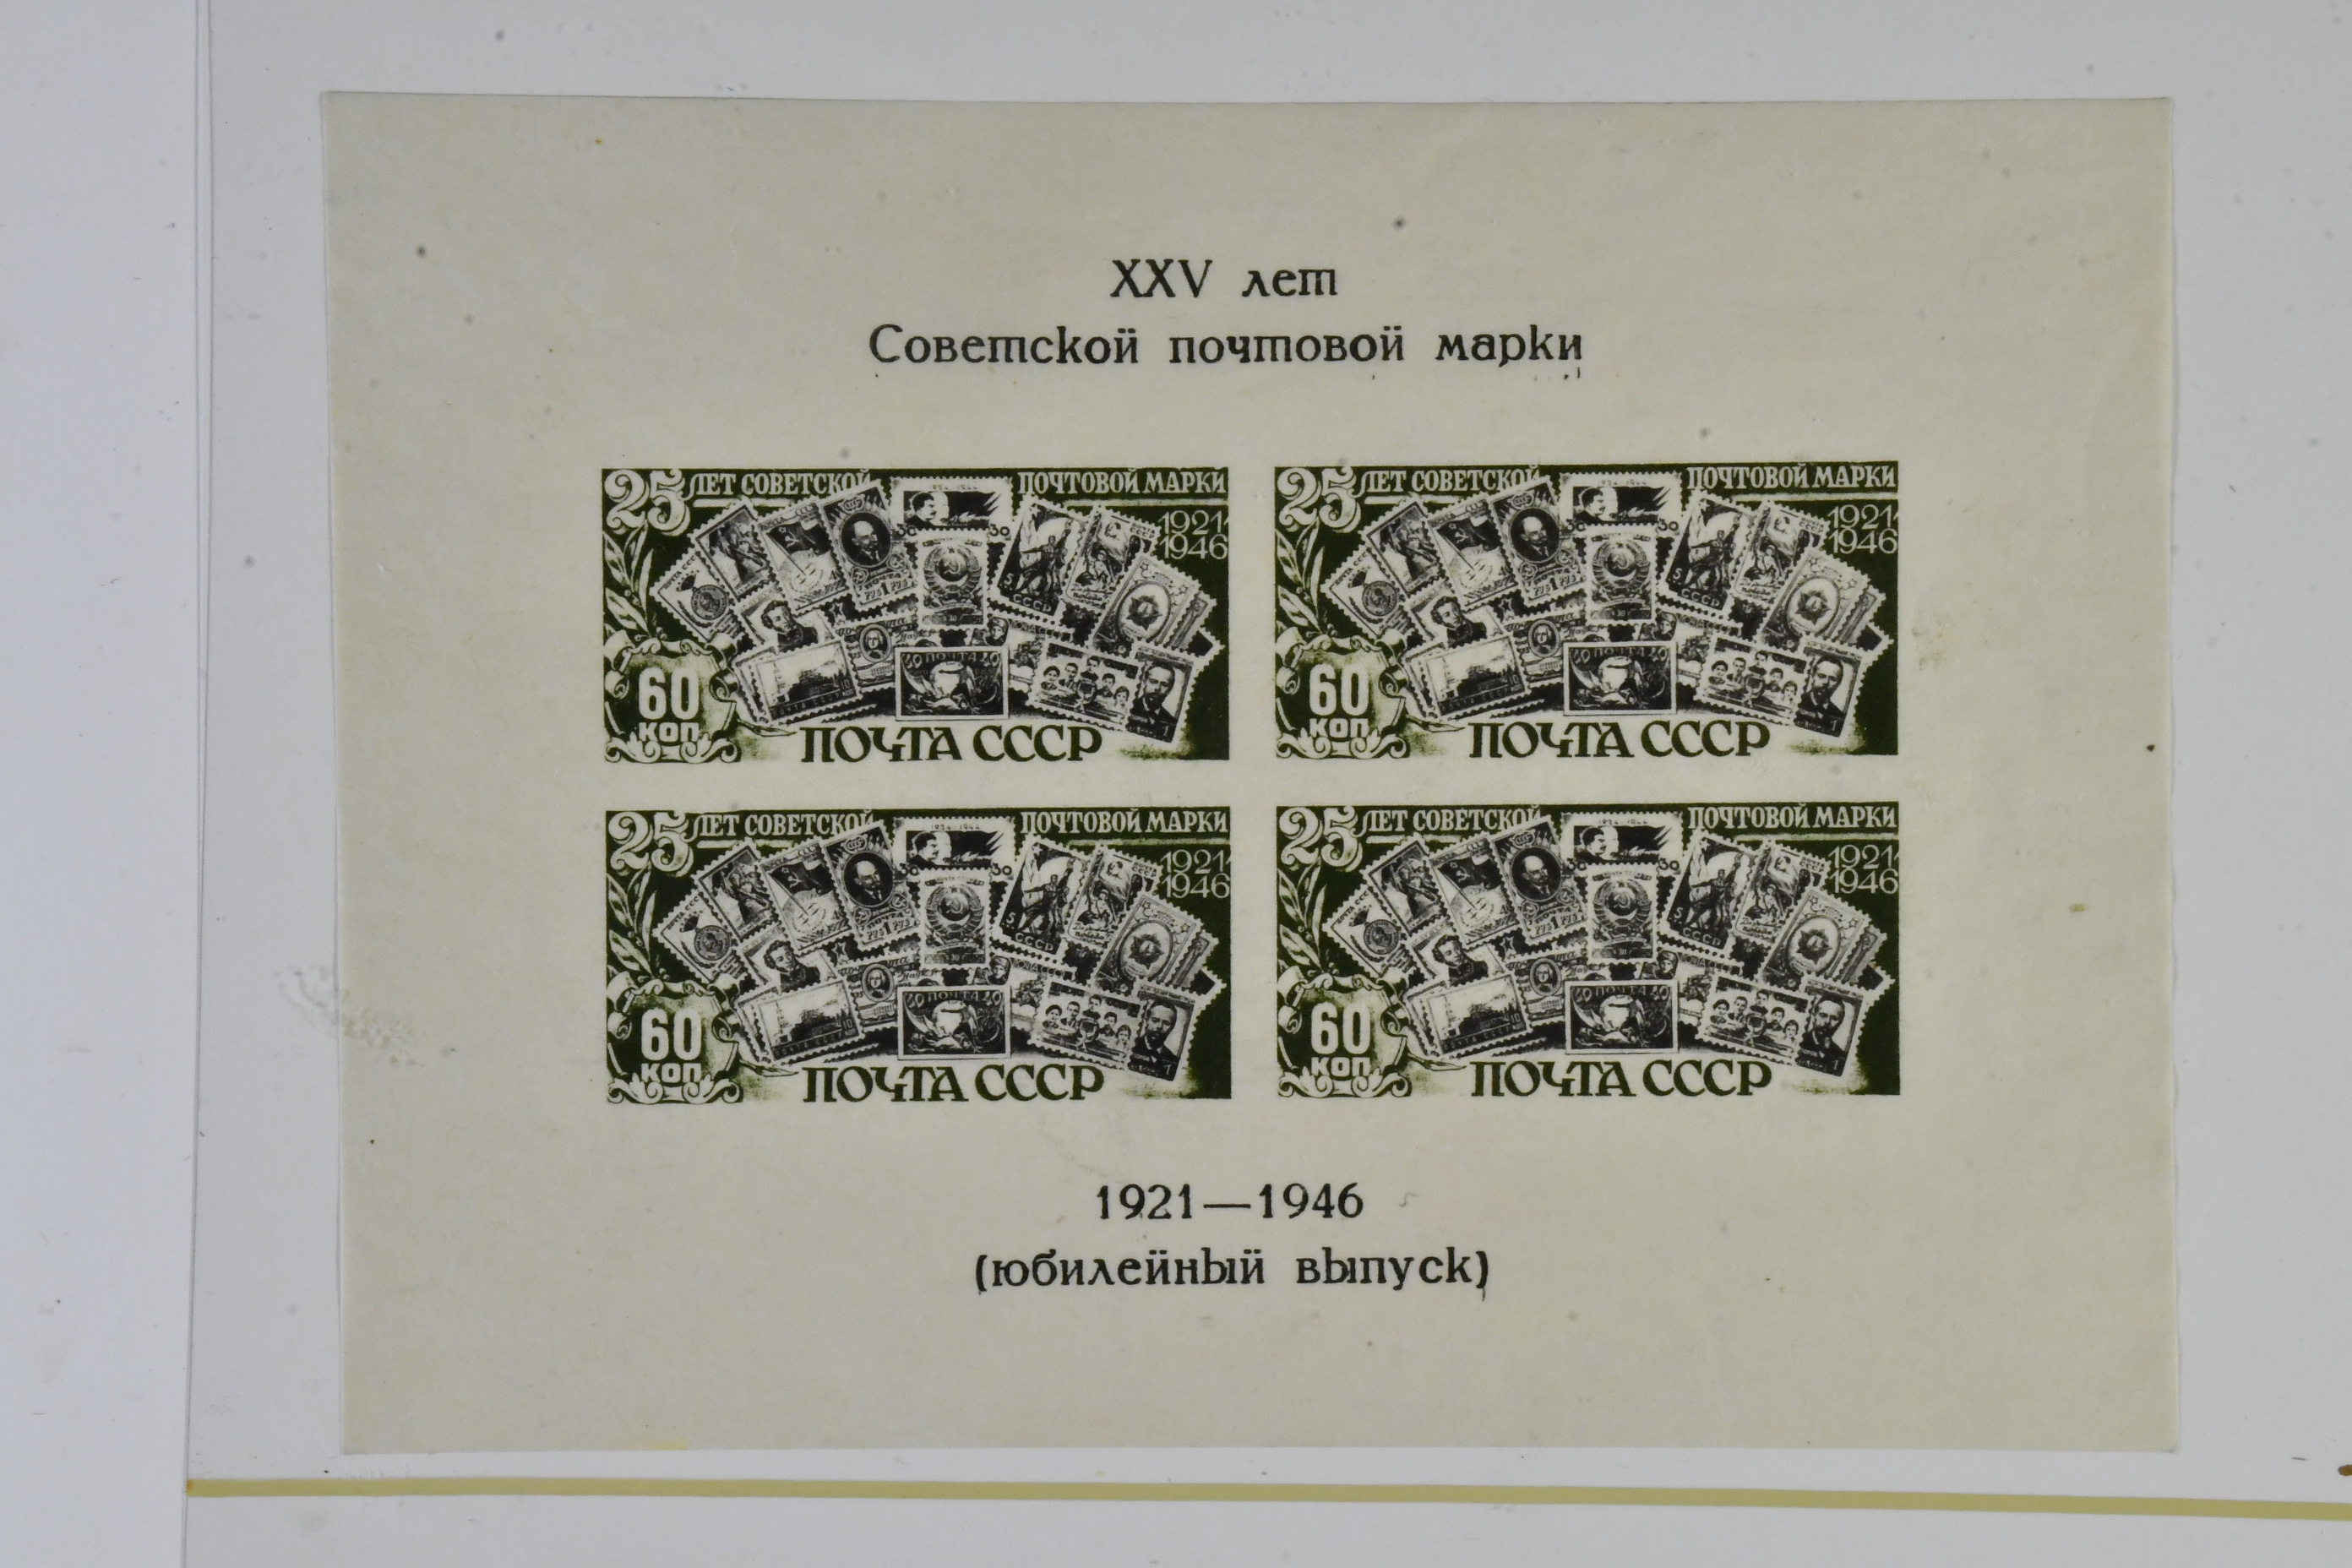 XXV лет
Советской почтовой марки
25 ЛЕТ СОВЕТСКОЙ ПОЧТОВОЙ МАРКИ
1921
1946
60
КОП
ПОЧТА СССР
25 ЛЕТ СОВЕТСКОЙ ПОЧТОВОЙ МАРКИ
1921
1946
60
КОП
ПОЧТА СССР
25 ЛЕТ СОВЕТСКОЙ ПОЧТОВОЙ МАРКИ
1921
1946
60
КОП
ПОЧТА СССР
25 ЛЕТ СОВЕТСКОЙ ПОЧТОВОЙ МАРКИ
1921
1946
60
КОП
ПОЧТА СССР
1921—1946
(юбилейный выпуск)